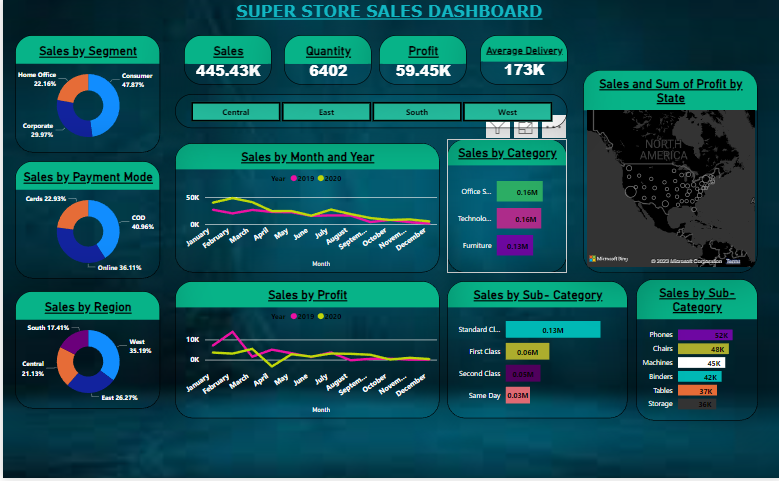 SUPER STORE SALES DASHBOARD
Sales by Segment
Home Office
22.16%
Consumer
47.87%
Corporate
29.97%
Sales
445.43K
Quantity
6402
Profit
59.45K
Average Delivery
173K
Central
East
South
West
Sales and Sum of Profit by
State
NORTH
AMERICA
Microsoft Bing
© 2023 Microsoft Corporation Terms
Sales by Payment Mode
Cards 22.93%
COD
40.96%
Online 36.11%
Sales by Month and Year
Year 2019 2020
50K
0K
January
February
March
April
May
June
July
August
Septem...
October
Novem...
December
Month
Sales by Category
Office S...
0.16M
Technolo...
0.16M
Furniture
0.13M
Sales by Region
South 17.41%
West
35.19%
Central
21.13%
East 26.27%
Sales by Profit
Year 2019 2020
10K
0K
January
February
March
April
May
June
July
August
Septem...
October
Novem...
December
Month
Sales by Sub- Category
Standard Cl...
0.13M
First Class
0.06M
Second Class
Same Day
0.03M
Sales by Sub-
Category
Phones
52K
Chairs
48K
Machines
45K
Binders
42K
Tables
37K
Storage
36K